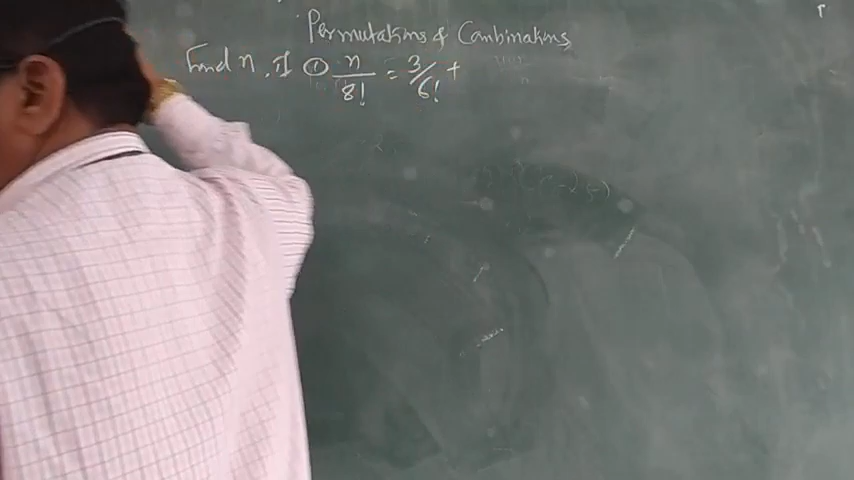 Permutations & Combinations
Find n, If ① n/8! = 3/6! +